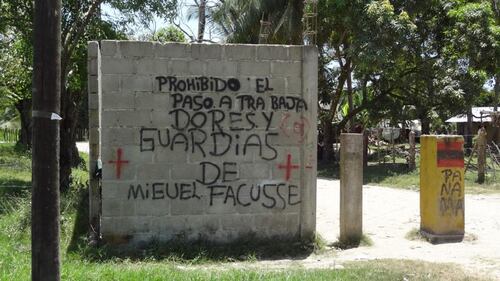 PROHIBIDO EL
PASO A TRA BAJA
DORES Y
GUARDIAS
DE
MIGUEL FACUSSE
PANA